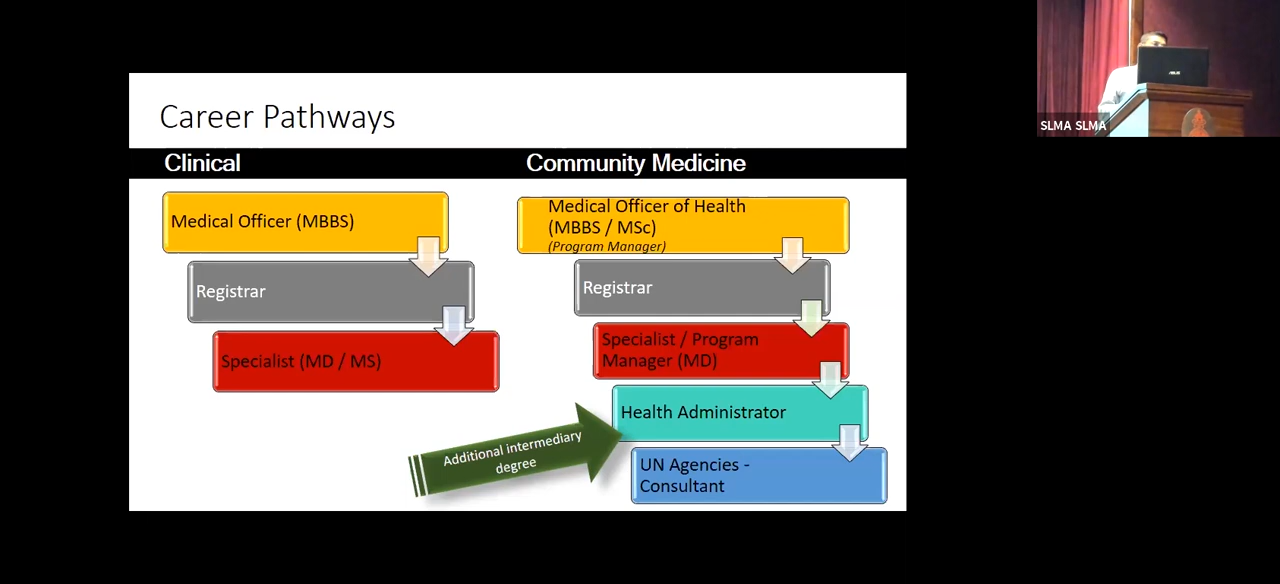 Career Pathways
Clinical
Medical Officer (MBBS)
Registrar
Specialist (MD / MS)
Community Medicine
Medical Officer of Health
(MBBS / MSc)
(Program Manager)
Registrar
Specialist / Program
Manager (MD)
Health Administrator
UN Agencies -
Consultant
Additional intermediary
degree
SLMA SLMA
ASUS